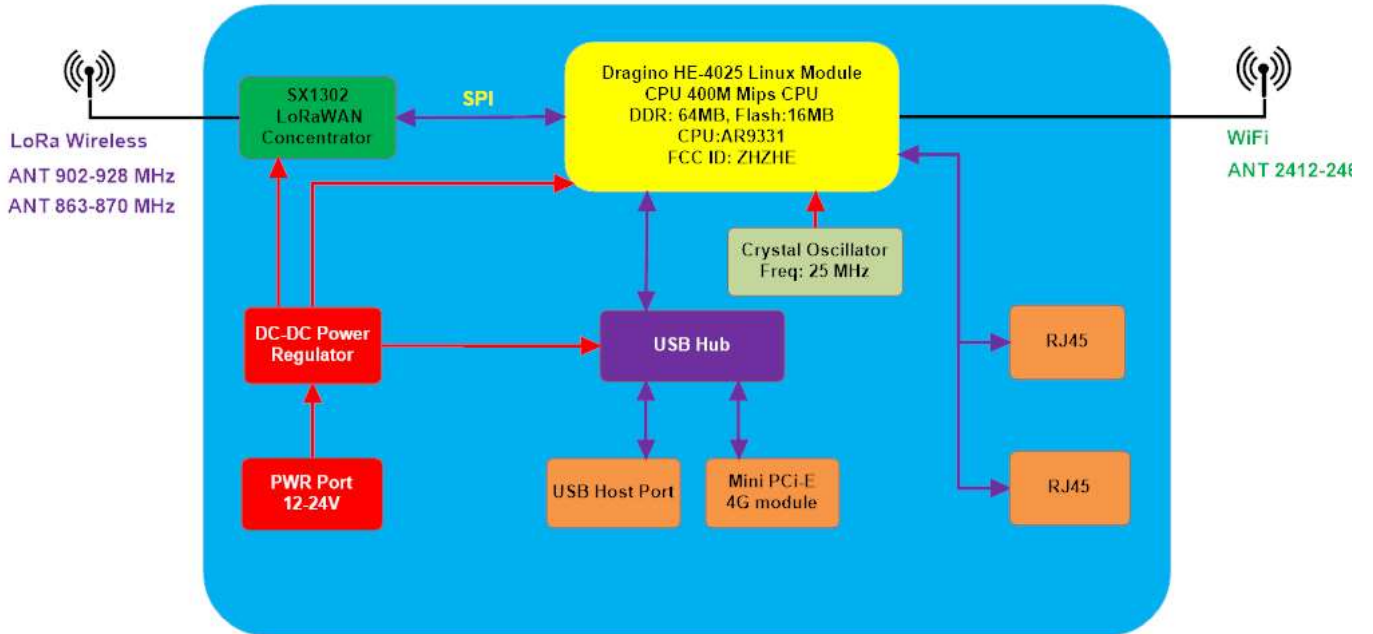 SX1302
LoRaWAN
Concentrator
SPI
Dragino HE-4025 Linux Module
CPU 400M Mips CPU
DDR: 64MB, Flash:16MB
CPU:AR9331
FCC ID: ZHZHE
LoRa Wireless
ANT 902-928 MHz
ANT 863-870 MHz
WiFi
ANT 2412-248
Crystal Oscillator
Freq: 25 MHz
DC-DC Power
Regulator
USB Hub
RJ45
PWR Port
12-24V
USB Host Port
Mini PCi-E
4G module
RJ45